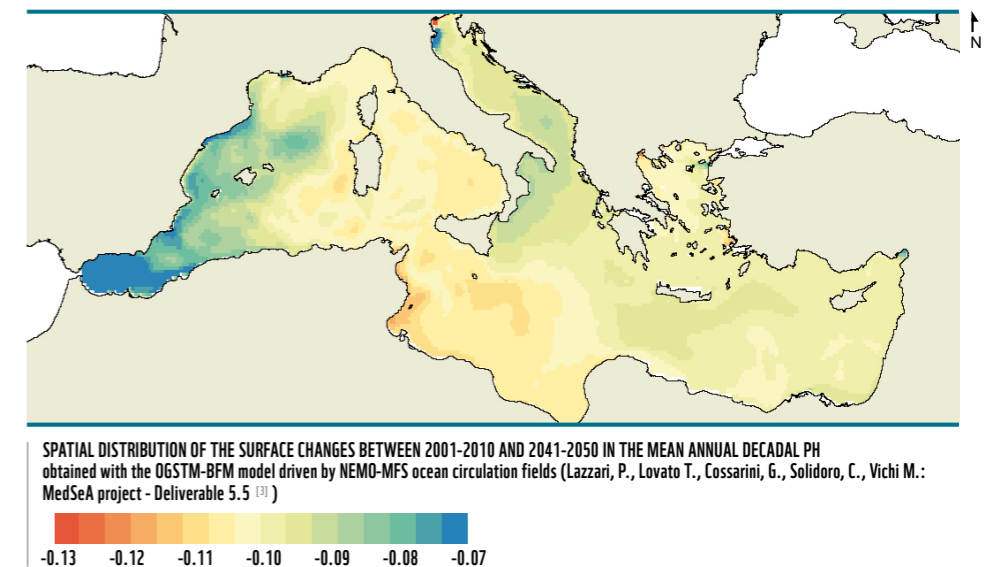 N
SPATIAL DISTRIBUTION OF THE SURFACE CHANGES BETWEEN 2001-2010 AND 2041-2050 IN THE MEAN ANNUAL DECADAL PH
obtained with the OGSTM-BFM model driven by NEMO-MFS ocean circulation fields (Lazzari, P., Lovato T., Cossarini, G., Solidoro, C., Vichi M.:
MedSeA project - Deliverable 5.5 [3] )
-0.13 -0.12 -0.11 -0.10 -0.09 -0.08 -0.07